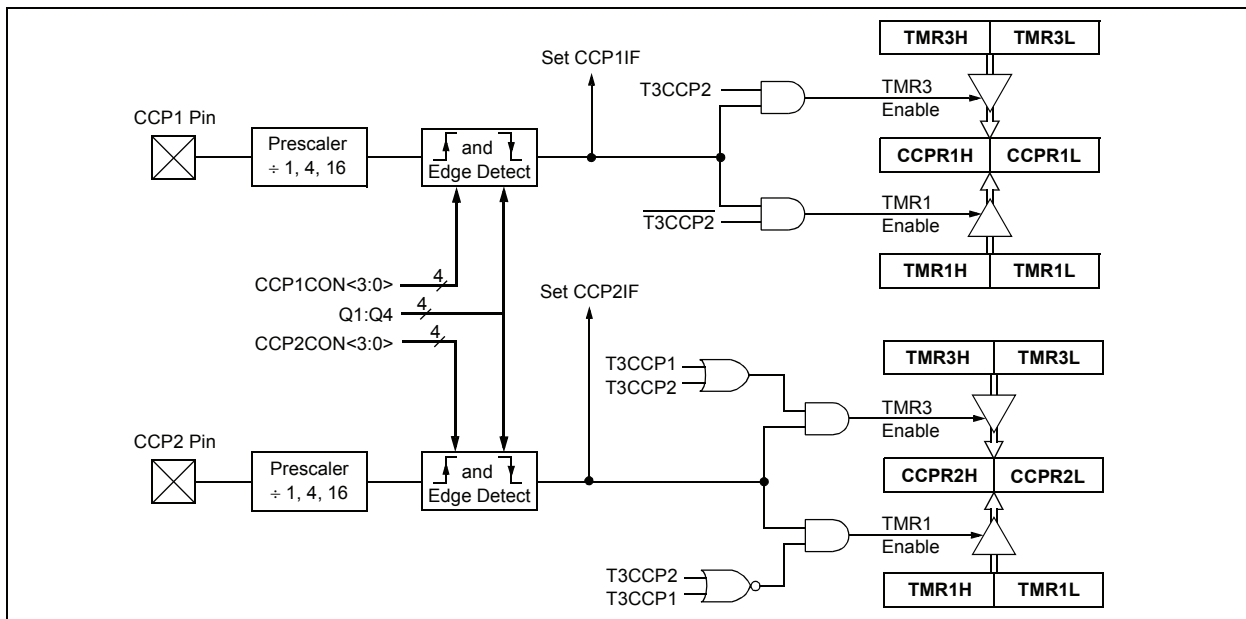 TMR3H TMR3L
Set CCP1IF
T3CCP2
TMR3
Enable
CCP1 Pin
Prescaler
÷ 1, 4, 16
and
Edge Detect
CCPR1H CCPR1L
T3CCP2
TMR1
Enable
TMR1H TMR1L
CCP1CON<3:0>
4
Q1:Q4
4
CCP2CON<3:0>
4
Set CCP2IF
TMR3H TMR3L
T3CCP1
T3CCP2
TMR3
Enable
CCP2 Pin
Prescaler
÷ 1, 4, 16
and
Edge Detect
CCPR2H CCPR2L
TMR1
Enable
T3CCP2
T3CCP1
TMR1H TMR1L